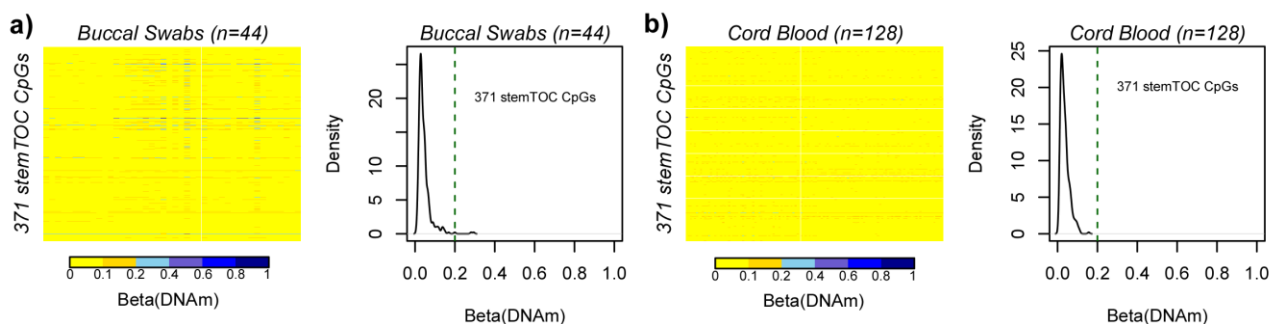 a)
Buccal Swabs (n=44)
371 stemTOC CpGs
0 0.1 0.2 0.4 0.6 0.8 1
Beta(DNAm)
Buccal Swabs (n=44)
371 stemTOC CpGs
Density
20
15
10
5
0
0.0 0.2 0.4 0.6 0.8 1.0
Beta(DNAm)
b)
Cord Blood (n=128)
371 stemTOC CpGs
0 0.1 0.2 0.4 0.6 0.8 1
Beta(DNAm)
Cord Blood (n=128)
371 stemTOC CpGs
Density
25
20
15
10
5
0
0.0 0.2 0.4 0.6 0.8 1.0
Beta(DNAm)